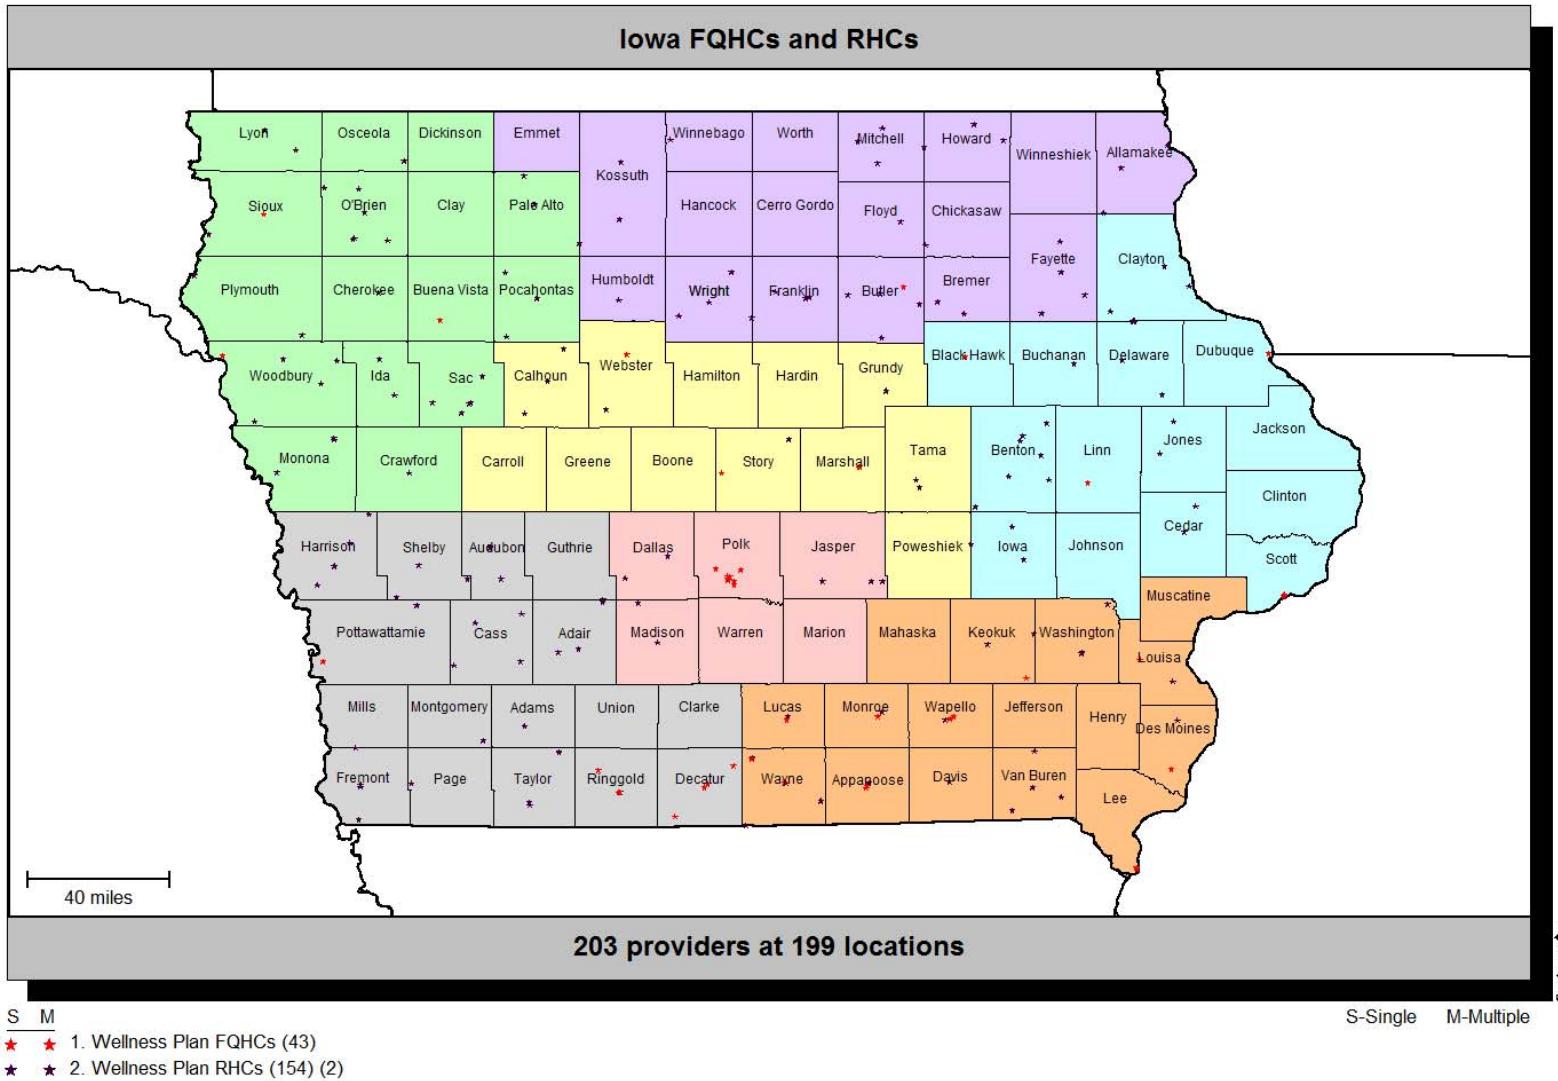 Iowa FQHCs and RHCs
Lyon Osceola Dickinson Emmet Kossuth Winnebago Worth Mitchell Howard Winneshiek Allamakee
Sioux O'Brien Clay Palo Alto Hancock Cerro Gordo Floyd Chickasaw
Plymouth Cherokee Buena Vista Pocahontas Humboldt Wright Franklin Butler Bremer Fayette Clayton
Woodbury Ida Sac Calhoun Webster Hamilton Hardin Grundy Black Hawk Buchanan Delaware Dubuque
Monona Crawford Carroll Greene Boone Story Marshall Tama Benton Linn Jones Jackson
Clinton
Harrison Shelby Audubon Guthrie Dallas Polk Jasper Poweshiek Iowa Johnson Cedar Scott
Muscatine
Pottawattamie Cass Adair Madison Warren Marion Mahaska Keokuk Washington Louisa
Mills Montgomery Adams Union Clarke Lucas Monroe Wapello Jefferson Henry Des Moines
Fremont Page Taylor Ringgold Decatur Wayne Appanoose Davis Van Buren Lee
40 miles
203 providers at 199 locations
S M
S-Single M-Multiple
1. Wellness Plan FQHCs (43)
2. Wellness Plan RHCs (154) (2)